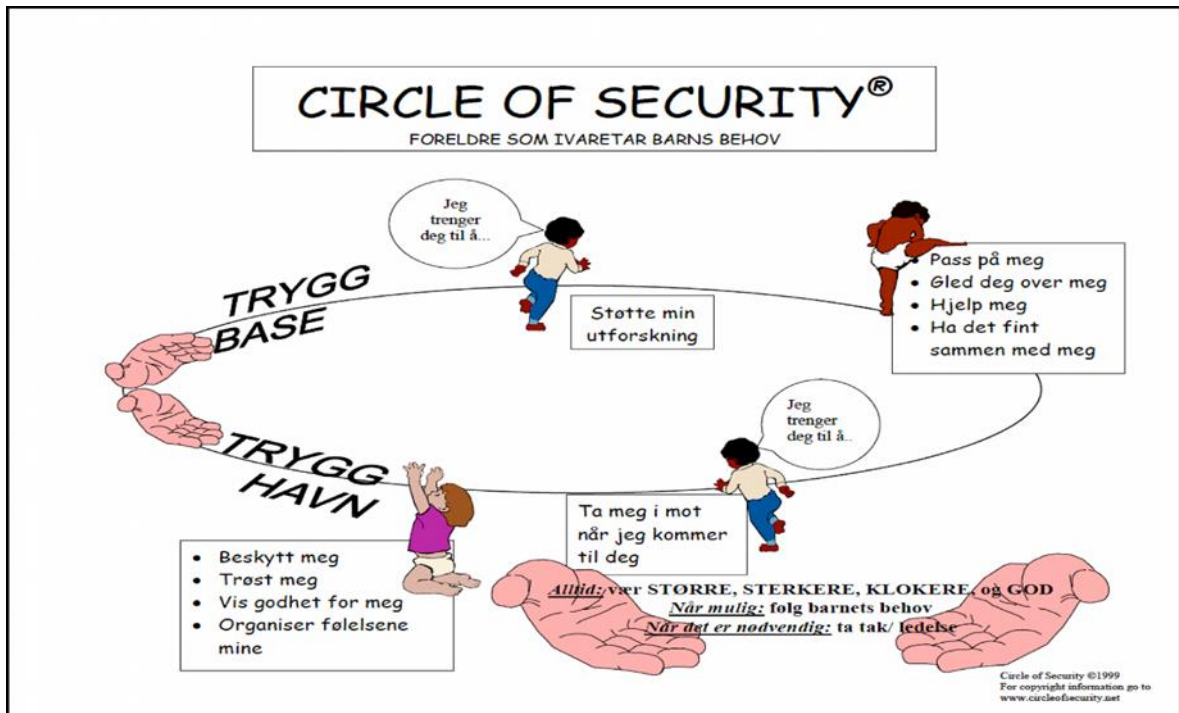 CIRCLE OF SECURITY®
FORELDRE SOM IVARETAR BARNS BEHOV
Jeg
trenger
deg til å...
TRYGG
BASE
Støtte min
utforskning
• Pass på meg
• Gled deg over meg
• Hjelp meg
• Ha det fint
sammen med meg
Jeg
trenger
deg til å..
TRYGG
HAVN
Ta meg i mot
når jeg kommer
til deg
• Beskytt meg
• Trøst meg
• Vis godhet for meg
• Organiser følelsene
mine
Alltid: vær STØRRE, STERKERE, KLOKERE, og GOD
Når mulig: følg barnets behov
Når det er nødvendig: ta tak/ ledelse
Circle of Security ©1999
For copyright information go to
www.circleofsecurity.net